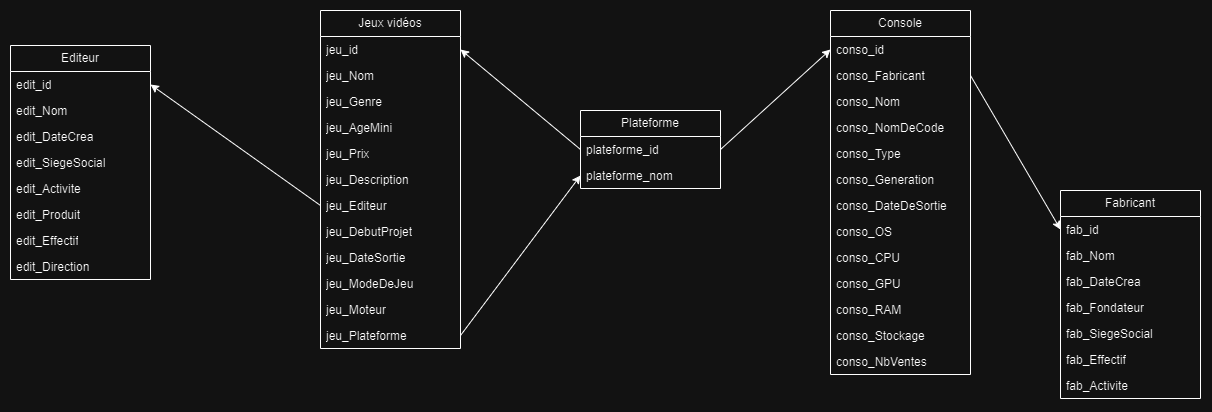 Editeur
edit_id
edit_Nom
edit_DateCrea
edit_SiegeSocial
edit_Activite
edit_Produit
edit_Effectif
edit_Direction
Jeux vidéos
jeu_id
jeu_Nom
jeu_Genre
jeu_AgeMini
jeu_Prix
jeu_Description
jeu_Editeur
jeu_DebutProjet
jeu_DateSortie
jeu_ModeDeJeu
jeu_Moteur
jeu_Plateforme
Plateforme
plateforme_id
plateforme_nom
Console
conso_id
conso_Fabricant
conso_Nom
conso_NomDeCode
conso_Type
conso_Generation
conso_DateDeSortie
conso_OS
conso_CPU
conso_GPU
conso_RAM
conso_Stockage
conso_NbVentes
Fabricant
fab_id
fab_Nom
fab_DateCrea
fab_Fondateur
fab_SiegeSocial
fab_Effectif
fab_Activite